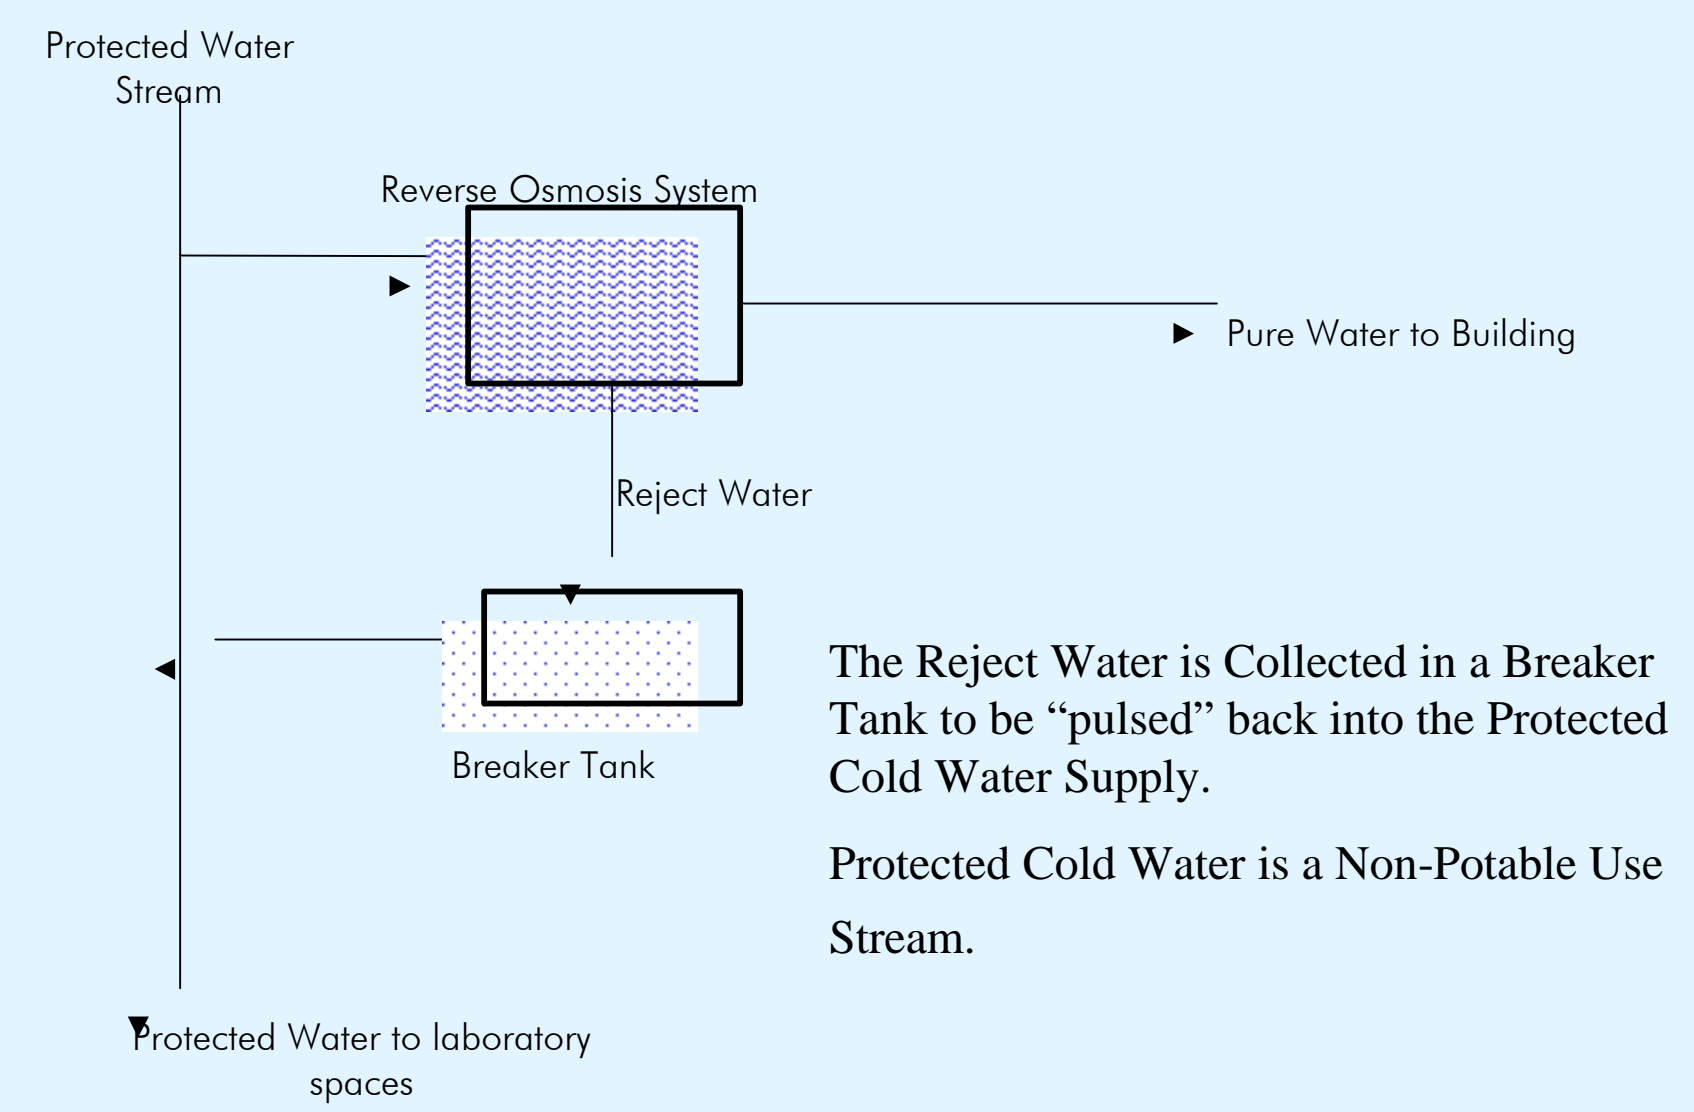 Protected Water
Stream
Reverse Osmosis System
Pure Water to Building
Reject Water
The Reject Water is Collected in a Breaker
Tank to be “pulsed” back into the Protected
Cold Water Supply.
Breaker Tank
Protected Cold Water is a Non-Potable Use
Stream.
Protected Water to laboratory
spaces